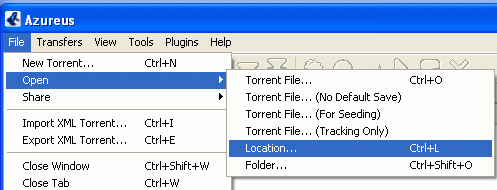 Azureus
File Transfers View Tools Plugins Help
New Torrent... Ctrl+N
Open
Share
Import XML Torrent... Ctrl+I
Export XML Torrent... Ctrl+E
Close Window Ctrl+Shift+W
Close Tab Ctrl+W
Torrent File... Ctrl+O
Torrent File... (No Default Save)
Torrent File... (For Seeding)
Torrent File... (Tracking Only)
Location... Ctrl+L
Folder... Ctrl+Shift+O